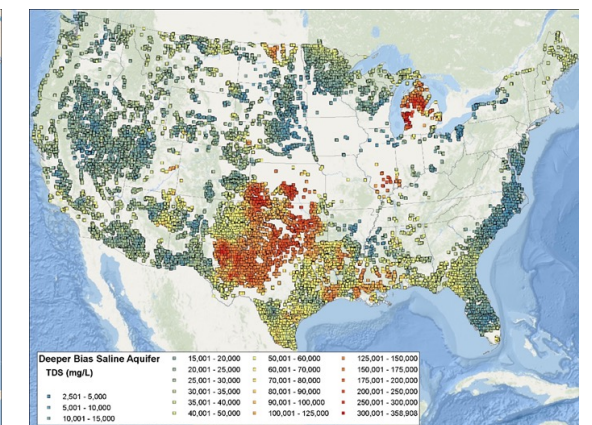 Deeper Bias Saline Aquifer
TDS (mg/L)
2,501 - 5,000
5,001 - 10,000
10,001 - 15,000
15,001 - 20,000
20,001 - 25,000
25,001 - 30,000
30,001 - 35,000
35,001 - 40,000
40,001 - 50,000
50,001 - 60,000
60,001 - 70,000
70,001 - 80,000
80,001 - 90,000
90,001 - 100,000
100,001 - 125,000
125,001 - 150,000
150,001 - 175,000
175,001 - 200,000
200,001 - 250,000
250,001 - 300,000
300,001 - 358,908